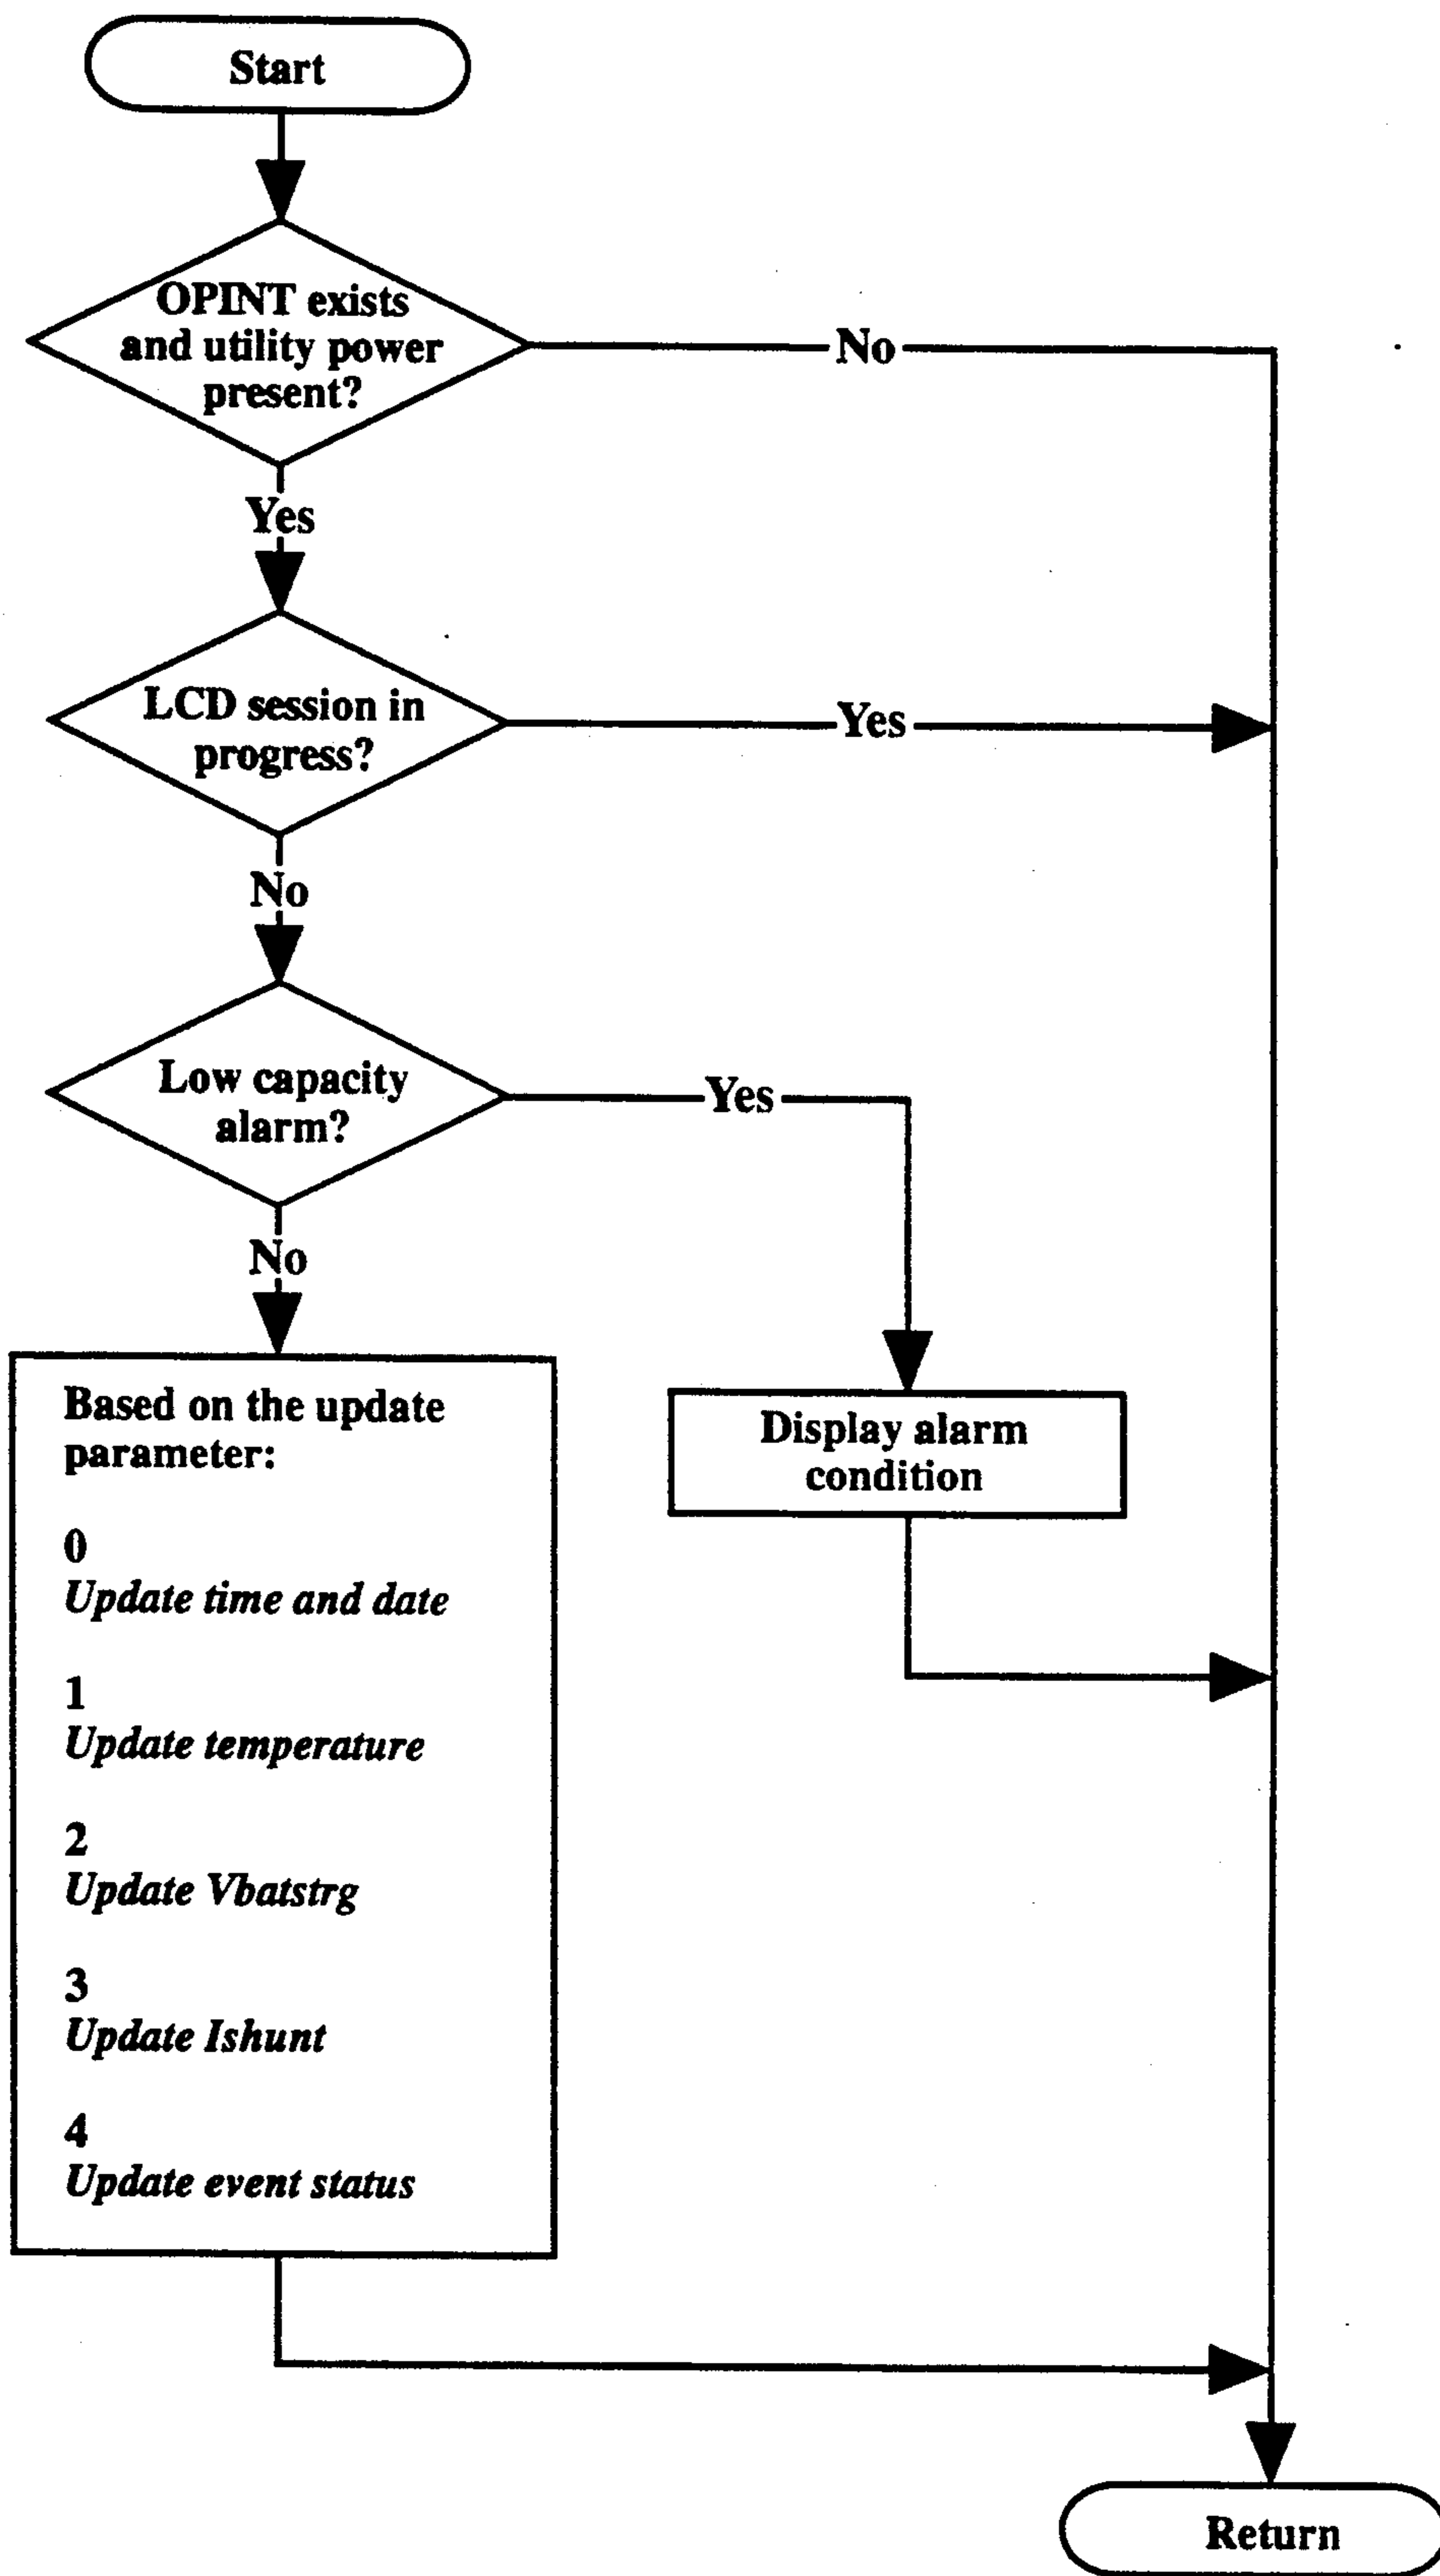 Start
OPINT exists
and utility power
present?
No
Yes
LCD session in
progress?
Yes
No
Low capacity
alarm?
Yes
No
Based on the update
parameter:
0
Update time and date
1
Update temperature
2
Update Vbatstrg
3
Update Ishunt
4
Update event status
Display alarm
condition
Return